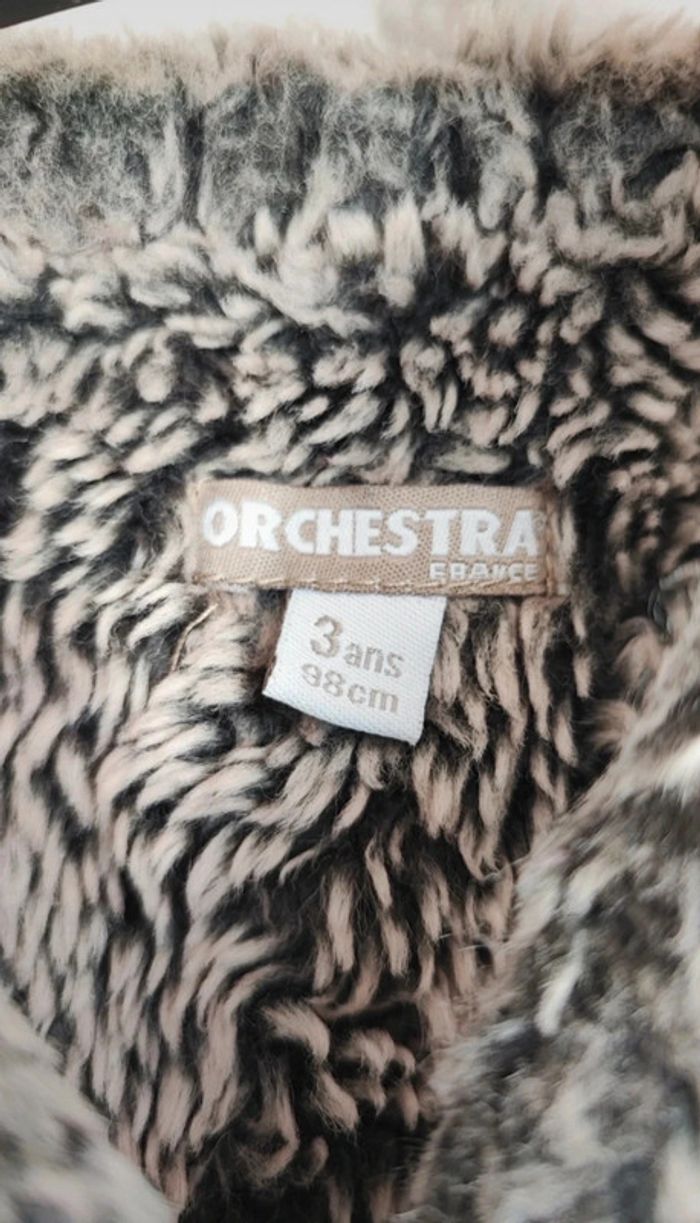 ORCHESTRA
FRANCE
3 ans
98cm